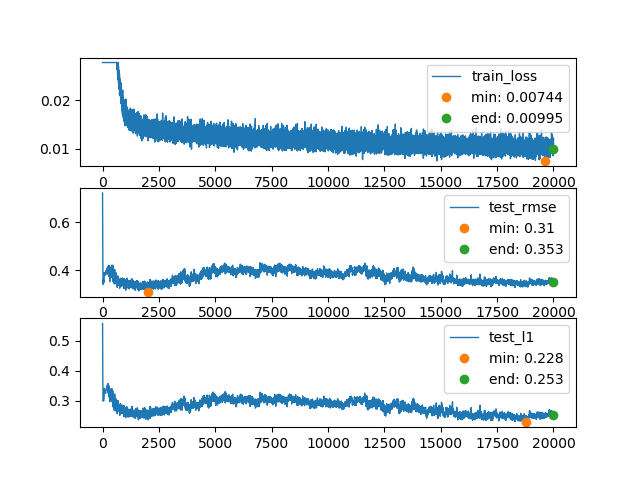 train_loss
min: 0.00744
end: 0.00995
0.02
0.01
0 2500 5000 7500 10000 12500 15000 17500 20000
test_rmse
min: 0.31
end: 0.353
0.6
0.4
0 2500 5000 7500 10000 12500 15000 17500 20000
test_l1
min: 0.228
end: 0.253
0.5
0.4
0.3
0 2500 5000 7500 10000 12500 15000 17500 20000